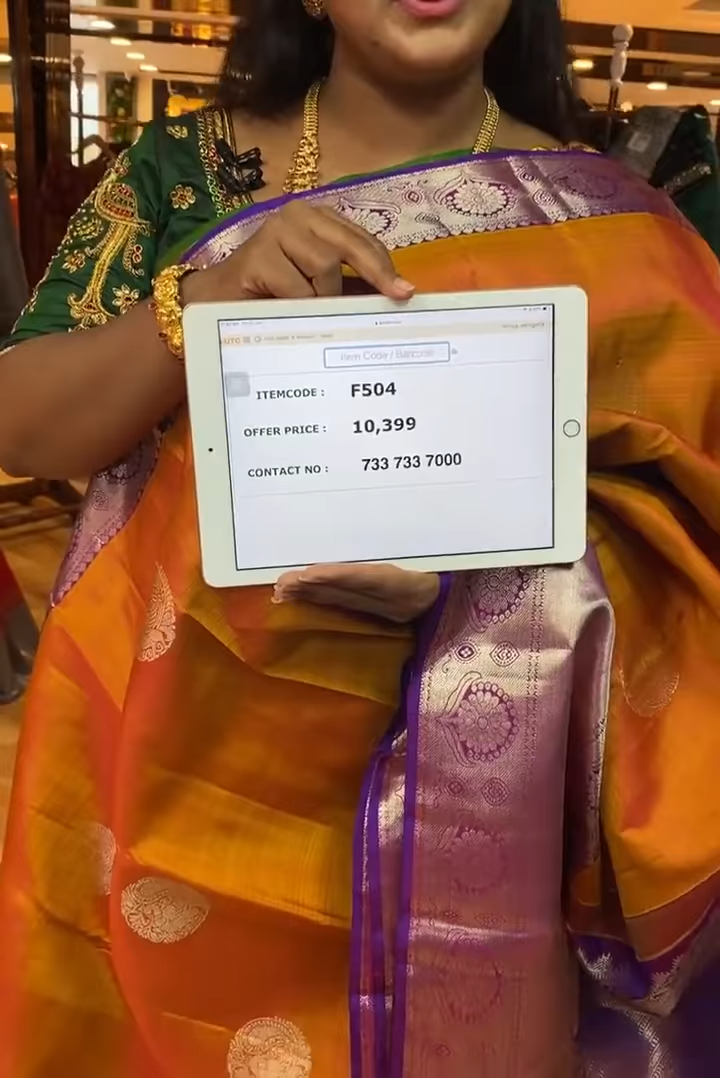 Item Code / Barcode
ITEMCODE : F504
OFFER PRICE : 10,399
CONTACT NO : 733 733 7000